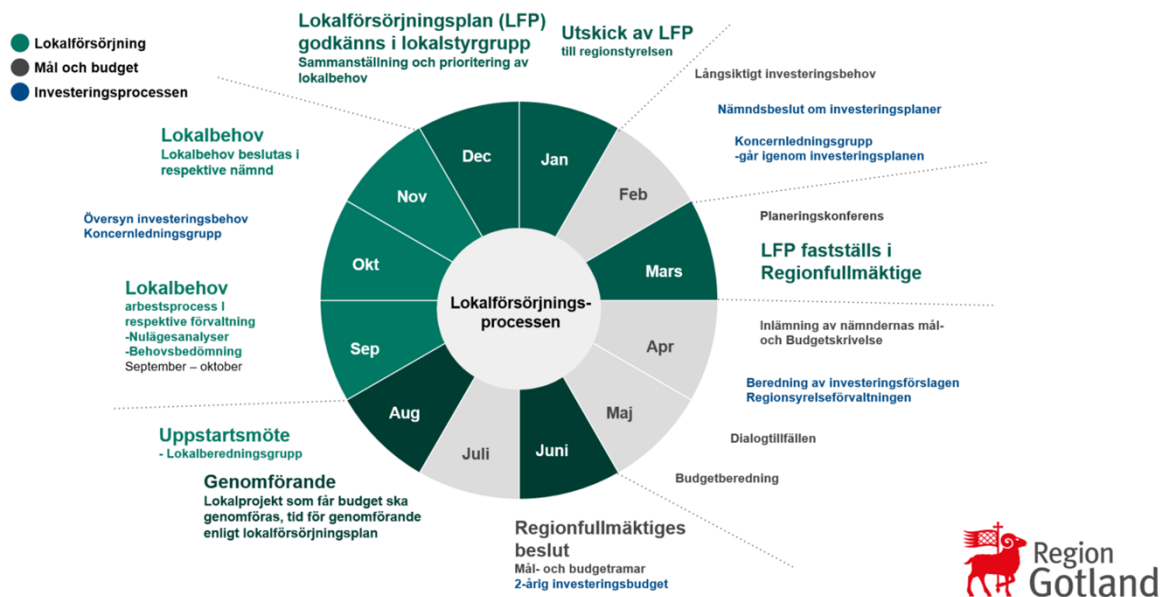 Lokalförsörjning
Mål och budget
Investeringsprocessen
Lokalförsörjningsplan (LFP)
godkänns i lokalstyrgrupp
Sammanställning och prioritering av
lokalbehov
Utskick av LFP
till regionstyrelsen
Långsiktigt investeringsbehov
Nämndsbeslut om investeringsplaner
Koncernledningsgrupp
-går igenom investeringsplanen
Planeringskonferens
LFP fastställs i
Regionfullmäktige
Inlämning av nämndernas mål-
och Budgetskrivelse
Beredning av investeringsförslagen
Regionsyrelseförvaltningen
Dialogtillfällen
Budgetberedning
Regionfullmäktiges
beslut
Mål- och budgetramar
2-årig investeringsbudget
Genomförande
Lokalprojekt som får budget ska
genomföras, tid för genomförande
enligt lokalförsörjningsplan
Uppstartsmöte
- Lokalberedningsgrupp
Lokalbehov
arbestsprocess I
respektive förvaltning
-Nulägesanalyser
-Behovsbedömning
September – oktober
Översyn investeringsbehov
Koncernledningsgrupp
Lokalbehov
Lokalbehov beslutas i
respektive nämnd
Jan
Feb
Mars
Apr
Maj
Juni
Juli
Aug
Sep
Okt
Nov
Dec
Lokalförsörjnings-
processen
Region
Gotland